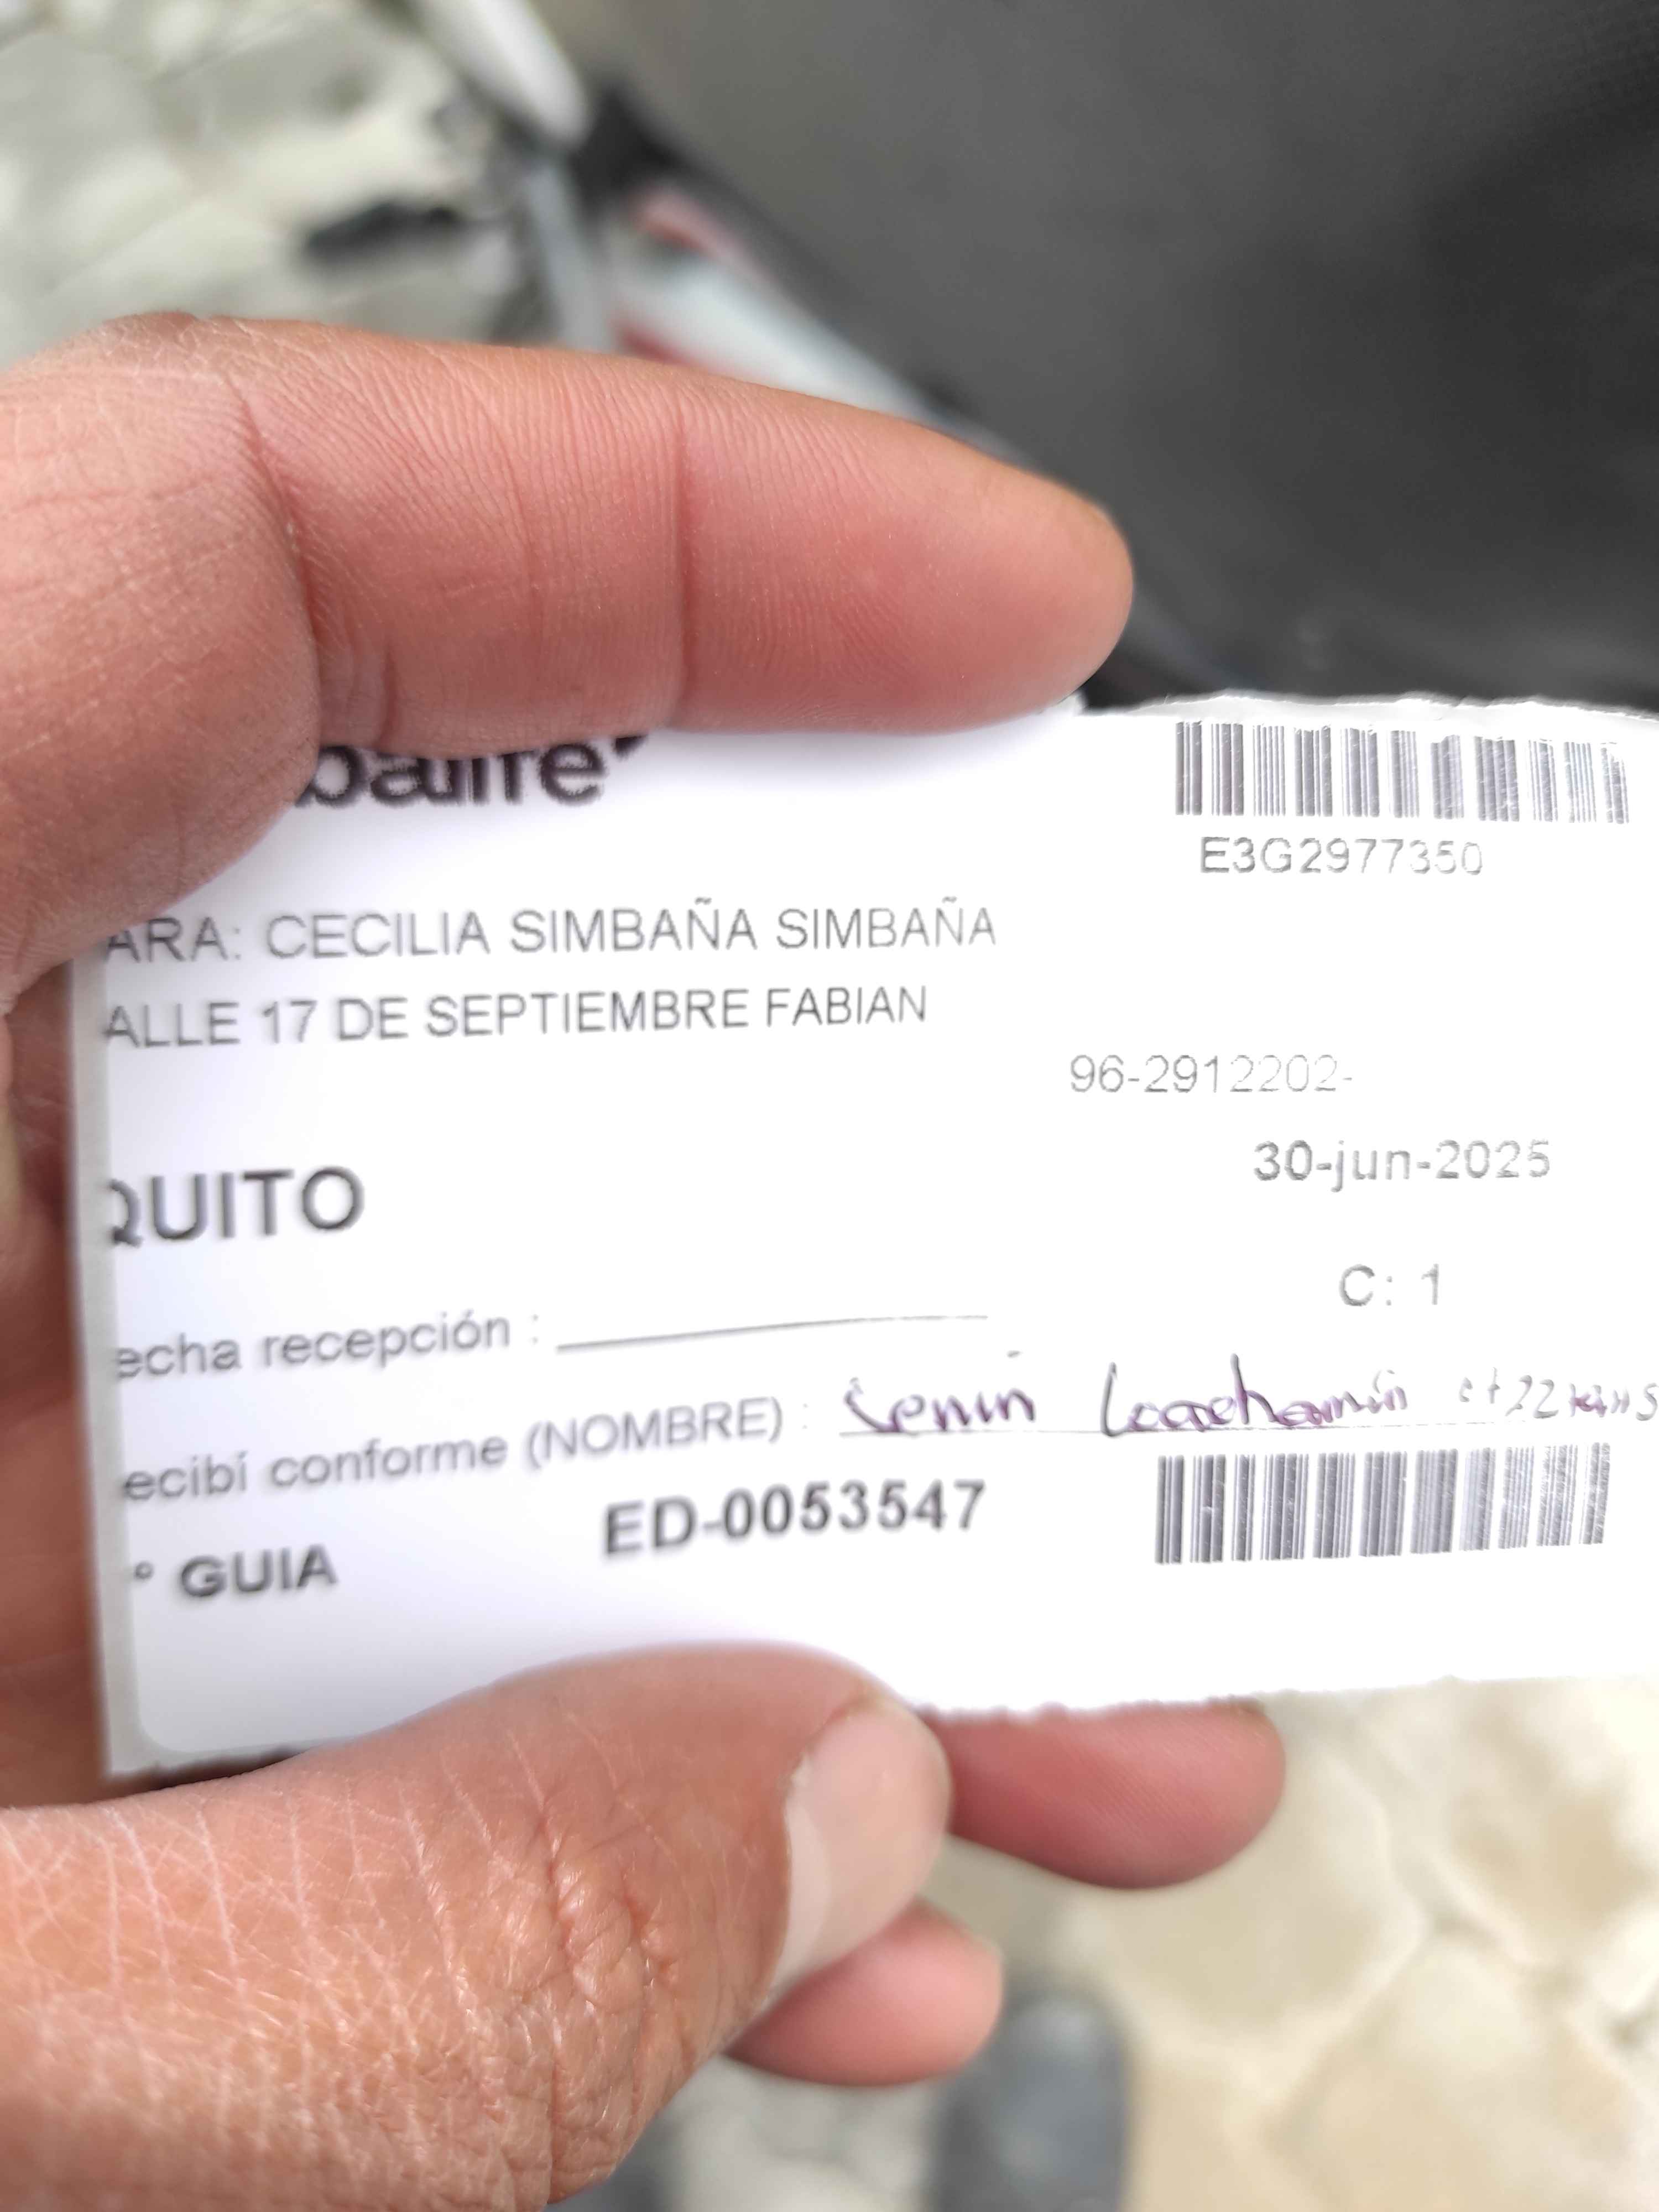 balife
E3G2977350
ARA: CECILIA SIMBAÑA SIMBAÑA
ALLE 17 DE SEPTIEMBRE FABIAN
96-2912202-
QUITO
30-jun-2025
C: 1
echa recepción :
ecibí conforme (NOMBRE) :
° GUIA ED-0053547